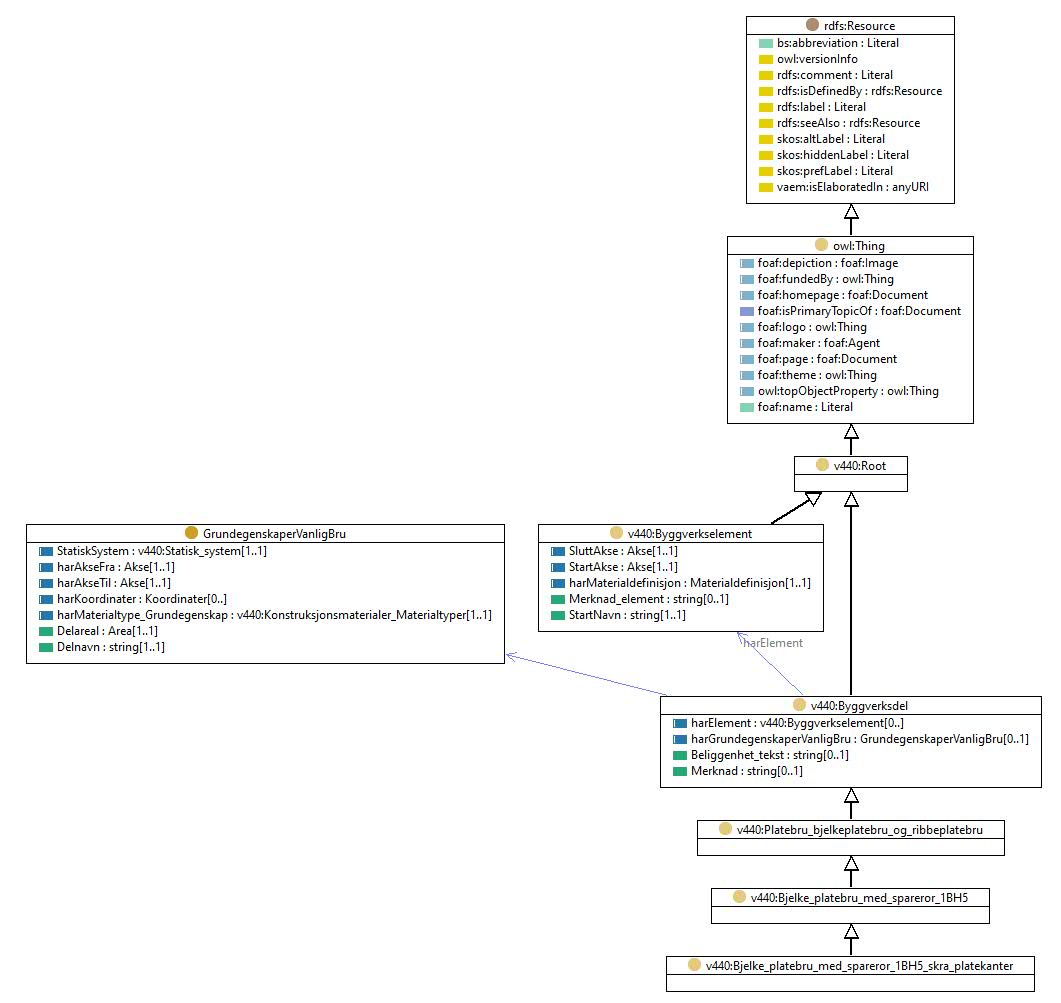 rdfs:Resource
bs:abbreviation : Literal
owl:versionInfo
rdfs:comment : Literal
rdfs:isDefinedBy : rdfs:Resource
rdfs:label : Literal
rdfs:seeAlso : rdfs:Resource
skos:altLabel : Literal
skos:hiddenLabel : Literal
skos:prefLabel : Literal
vaem:isElaboratedIn : anyURI
owl:Thing
foaf:depiction : foaf:Image
foaf:fundedBy : owl:Thing
foaf:homepage : foaf:Document
foaf:isPrimaryTopicOf : foaf:Document
foaf:logo : owl:Thing
foaf:maker : foaf:Agent
foaf:page : foaf:Document
foaf:theme : owl:Thing
owl:topObjectProperty : owl:Thing
foaf:name : Literal
v440:Root
GrundegenskaperVanligBru
StatiskSystem : v440:Statisk_system[1..1]
harAkseFra : Akse[1..1]
harAkseTil : Akse[1..1]
harKoordinater : Koordinater[0..]
harMaterialtype_Grundegenskap : v440:Konstruksjonsmaterialer_Materialtyper[1..1]
Delareal : Area[1..1]
Delnavn : string[1..1]
v440:Byggverkselement
SluttAkse : Akse[1..1]
StartAkse : Akse[1..1]
harMaterialdefinisjon : Materialdefinisjon[1..1]
Merknad_element : string[0..1]
StartNavn : string[1..1]
harElement
v440:Byggverksdel
harElement : v440:Byggverkselement[0..]
harGrundegenskaperVanligBru : GrundegenskaperVanligBru[0..1]
Beliggenhet_tekst : string[0..1]
Merknad : string[0..1]
v440:Platebru_bjelkeplatebru_og_ribbeplatebru
v440:Bjelke_platebru_med_spareror_1BH5
v440:Bjelke_platebru_med_spareror_1BH5_skra_platekanter